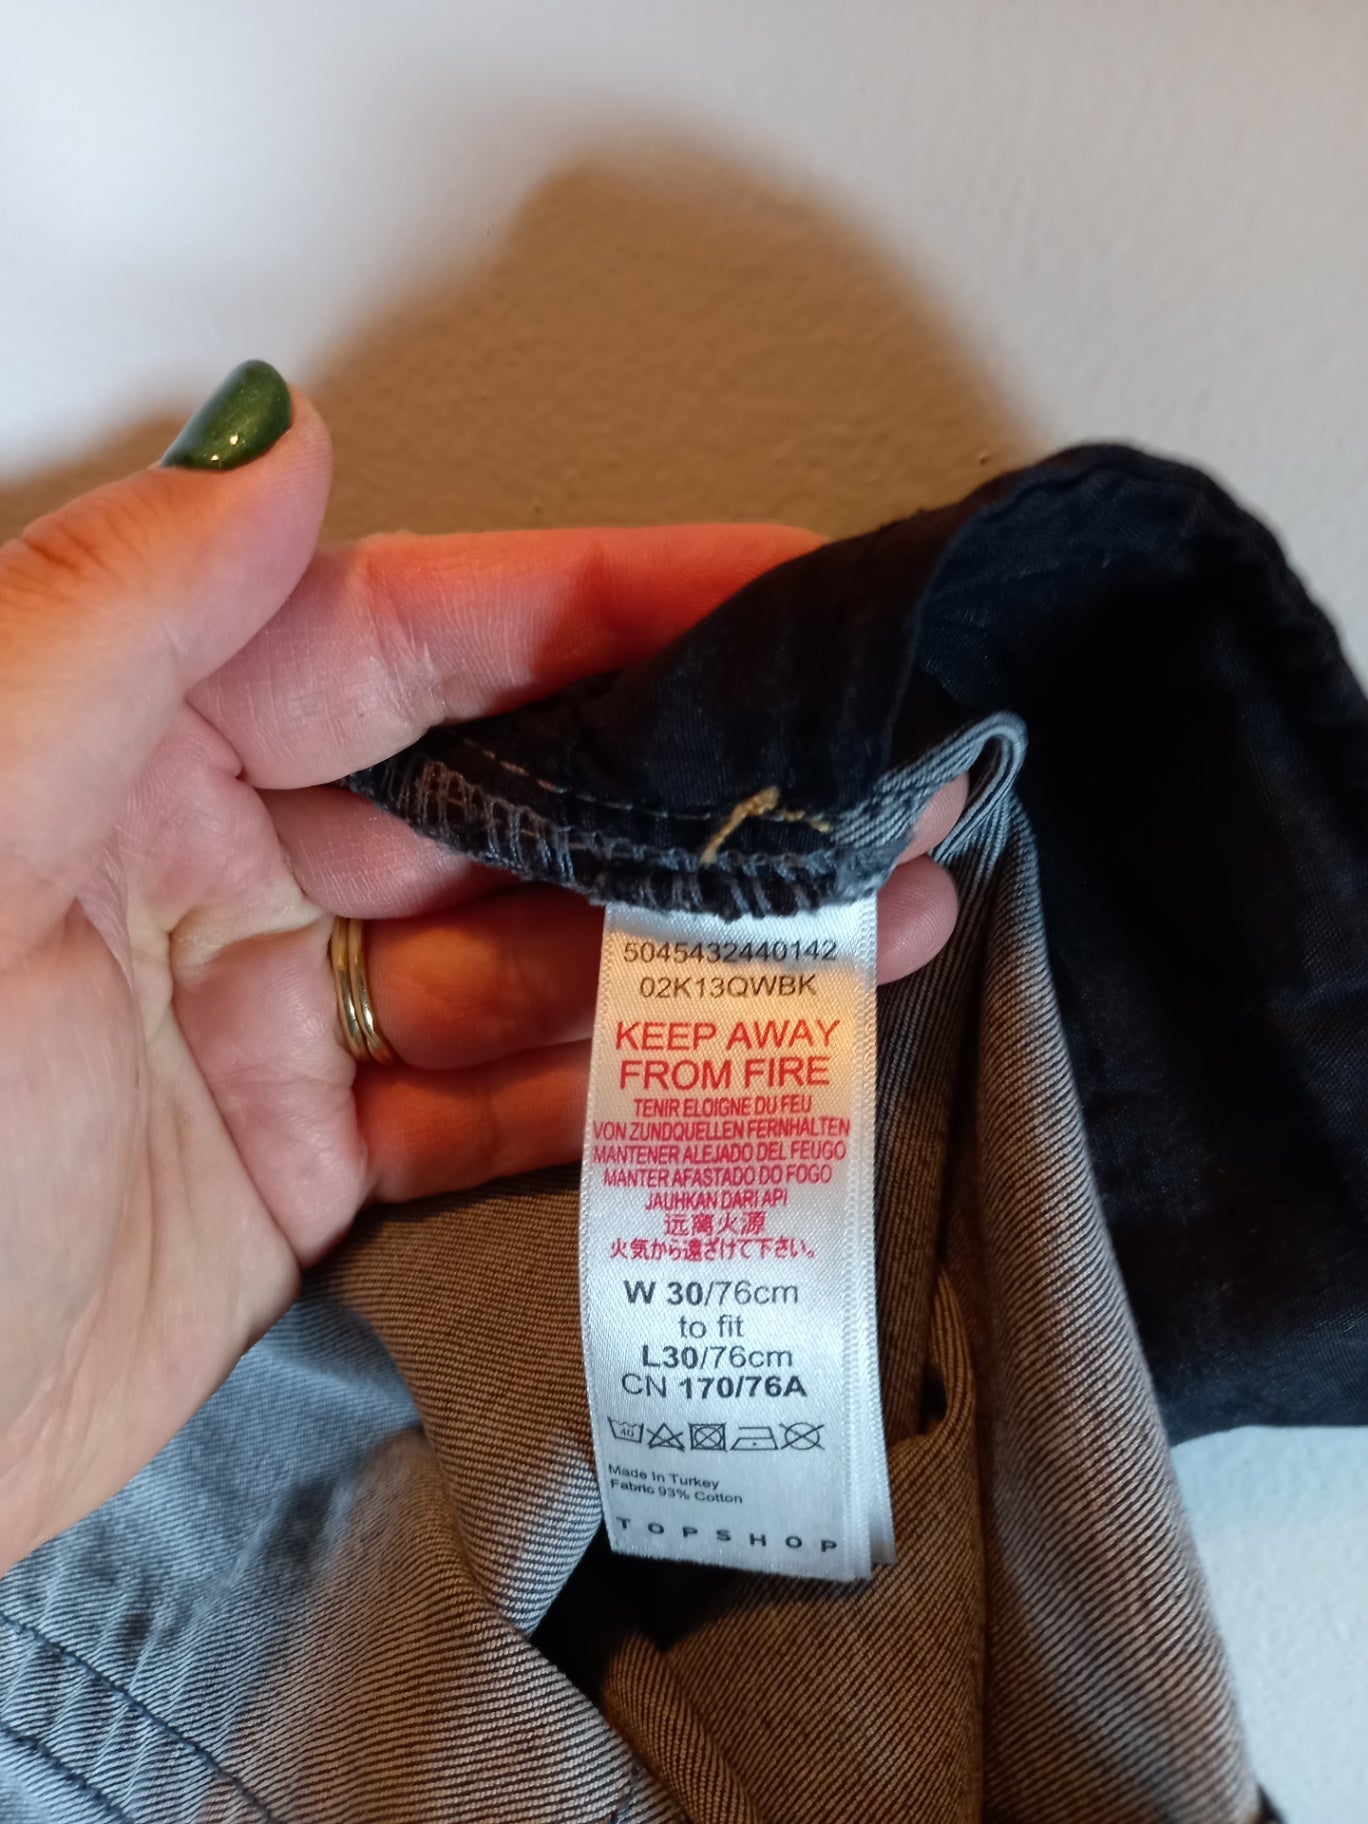 5045432440142
02K13QWBK
KEEP AWAY
FROM FIRE
TENIR ELOIGNE DU FEU
VON ZUNDQUELLEN FERNHALTEN
MANTENER ALEJADO DEL FEUGO
MANTER AFASTADO DO FOGO
JAUHKAN DARI API
远离火源
火気から遠ざけて下さい。
W 30/76cm
to fit
L30/76cm
CN 170/76A
40
Made In Turkey
Fabric 93% Cotton
TOPSHOP